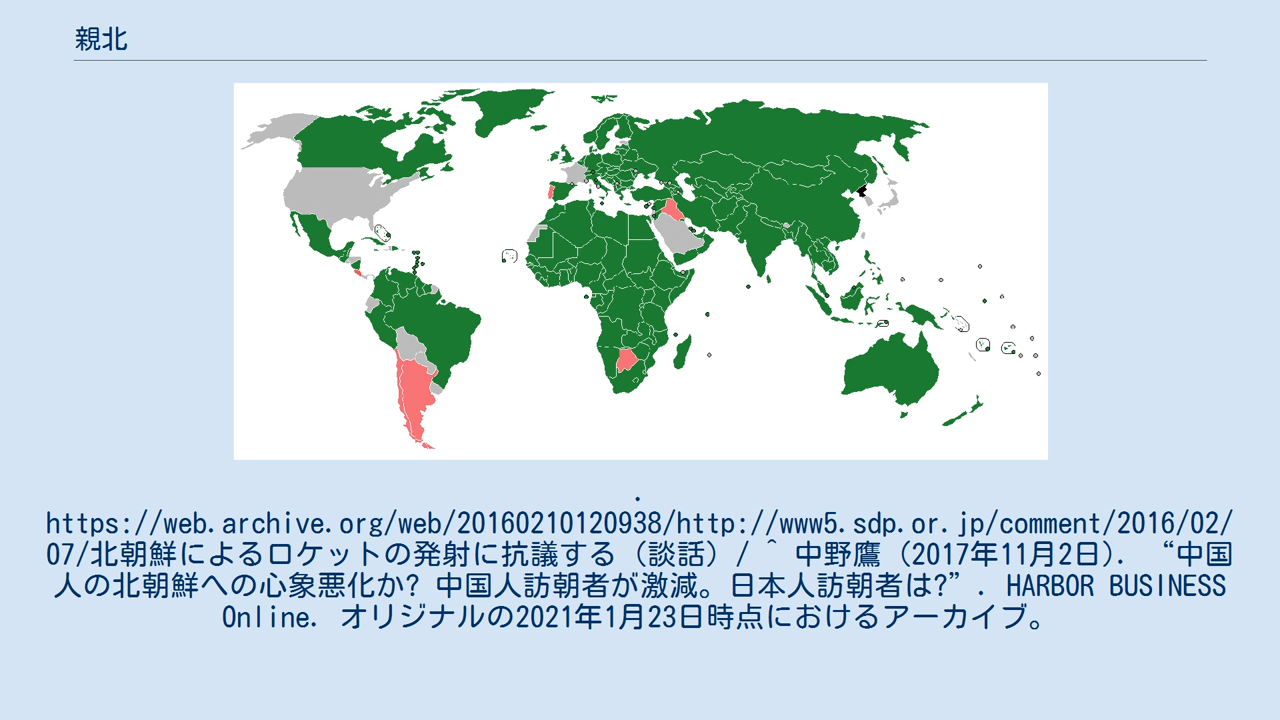 親北
.
https://web.archive.org/web/20160210120938/http://www5.sdp.or.jp/comment/2016/02/
07/北朝鮮によるロケットの発射に抗議する（談話）/ ^ 中野鷹 (2017年11月2日). “中国
人の北朝鮮への心象悪化か? 中国人訪朝者が激減。日本人訪朝者は?”. HARBOR BUSINESS
Online. オリジナルの2021年1月23日時点におけるアーカイブ。